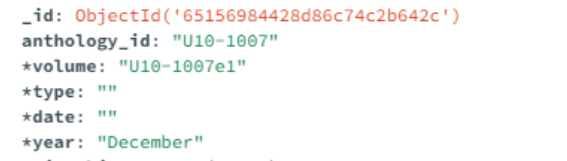 _id: ObjectId('65156984428d86c74c2b642c')
anthology_id: "U10-1007"
*volume: "U10-1007e1"
*type: ""
*date: ""
*year: "December"